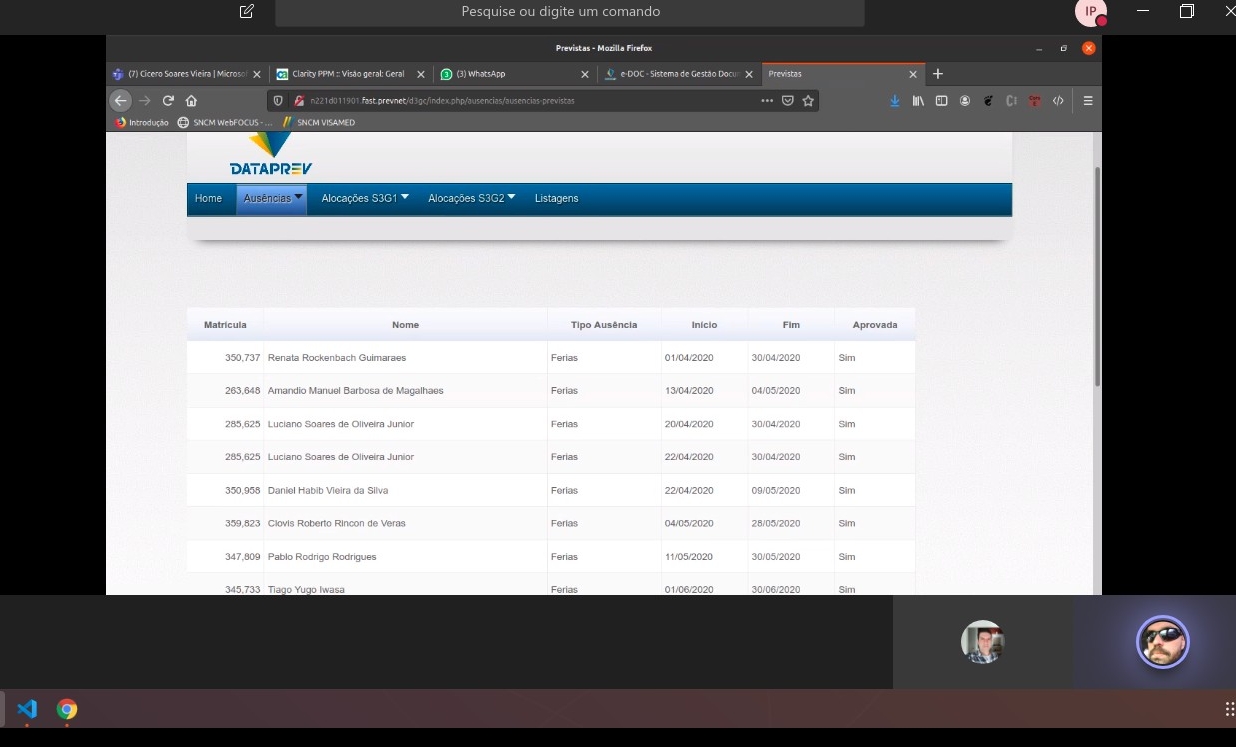 Pesquise ou digite um comando
IP
Previstas - Mozilla Firefox
(7) Cicero Soares Vieira | Microsof
Clarity PPM :: Visão geral: Geral
(3) WhatsApp
e-DOC - Sistema de Gestão Docum
Previstas
n221d011901.fast.prevnet/d3gc/index.php/ausencias/ausencias-previstas
Introdução
SNCM WebFOCUS - ...
SNCM VISAMED
DATAPREV
Home Ausências Alocações S3G1 Alocações S3G2 Listagens
Matrícula Nome Tipo Ausência Início Fim Aprovada
350,737 Renata Rockenbach Guimaraes Ferias 01/04/2020 30/04/2020 Sim
263,648 Amandio Manuel Barbosa de Magalhaes Ferias 13/04/2020 04/05/2020 Sim
285,625 Luciano Soares de Oliveira Junior Ferias 20/04/2020 30/04/2020 Sim
285,625 Luciano Soares de Oliveira Junior Ferias 22/04/2020 30/04/2020 Sim
350,958 Daniel Habib Vieira da Silva Ferias 22/04/2020 09/05/2020 Sim
359,823 Clovis Roberto Rincon de Veras Ferias 04/05/2020 28/05/2020 Sim
347,809 Pablo Rodrigo Rodrigues Ferias 11/05/2020 30/05/2020 Sim
345,733 Tiago Yugo Iwasa Ferias 01/06/2020 30/06/2020 Sim